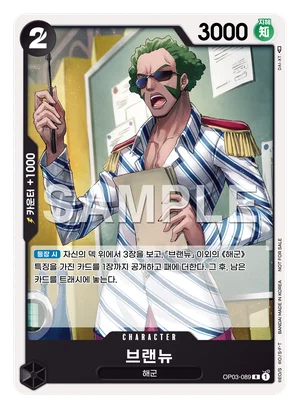 2
3000
지혜
知
카운터 +1000
SAMPLE
등장 시 자신의 덱 위에서 3장을 보고, 「브랜뉴」 이외의 《해군》
특징을 가진 카드를 1장까지 공개하고 패에 더한다. 그 후, 남은
카드를 트래시에 놓는다.
CHARACTER
브랜뉴
해군
OP03-089 R 1
NOT FOR SALE
BANDAI MADE IN KOREA